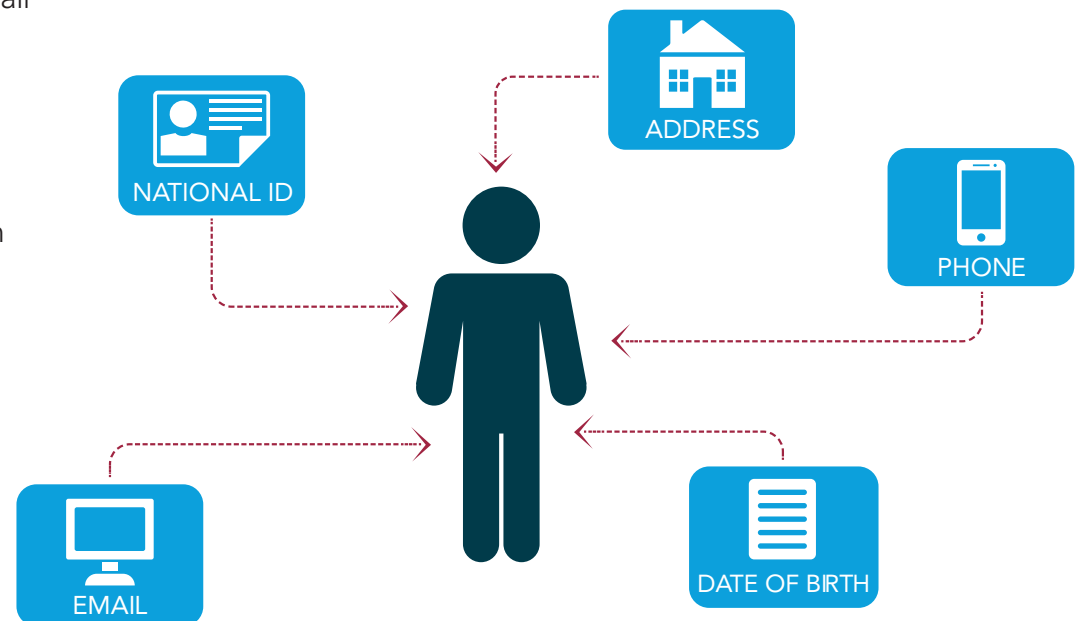 ADDRESS
NATIONAL ID
PHONE
DATE OF BIRTH
EMAIL